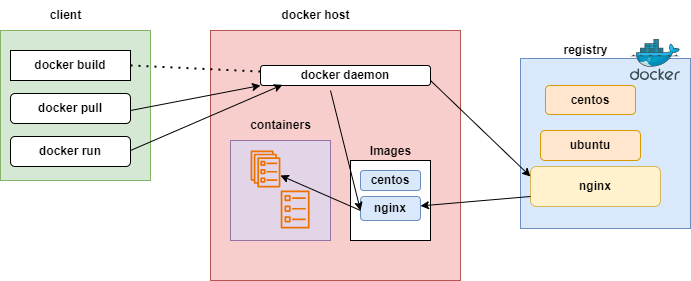 client
docker host
registry
docker
docker build
docker pull
docker run
docker daemon
containers
Images
centos
nginx
centos
ubuntu
nginx